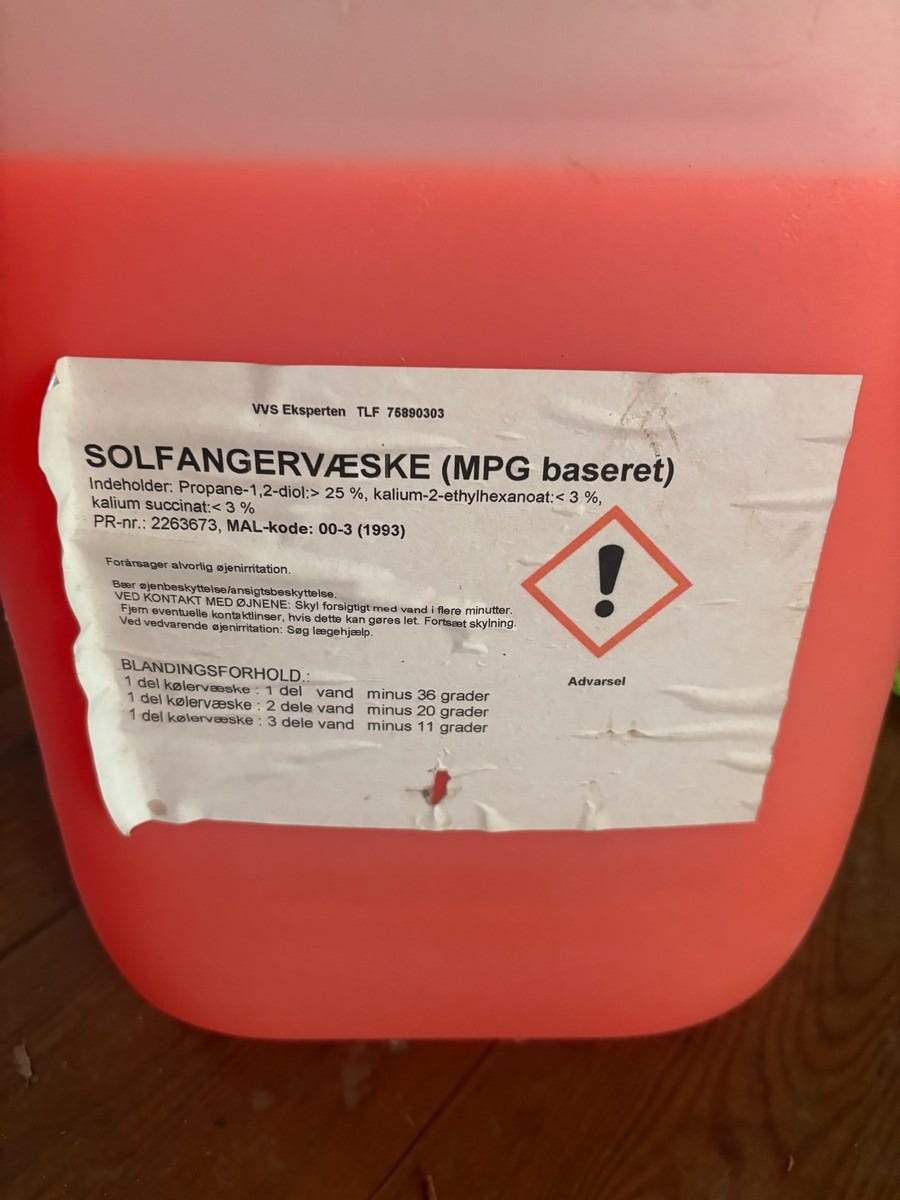 VVS Eksperten TLF 75890303
SOLFANGERVÆSKE (MPG baseret)
Indeholder: Propane-1,2-diol:> 25 %, kalium-2-ethylhexanoat:< 3 %,
kalium succinat:< 3 %
PR-nr.: 2263673, MAL-kode: 00-3 (1993)
Forårsager alvorlig øjenirritation.
Bær øjenbeskyttelse/ansigtsbeskyttelse.
VED KONTAKT MED ØJNENE: Skyl forsigtigt med vand i flere minutter.
Fjern eventuelle kontaktlinser, hvis dette kan gøres let. Fortsæt skylning.
Ved vedvarende øjenirritation: Søg lægehjælp.
Advarsel
BLANDINGSFORHOLD.:
1 del kølervæske : 1 del vand minus 36 grader
1 del kølervæske : 2 dele vand minus 20 grader
1 del kølervæske : 3 dele vand minus 11 grader